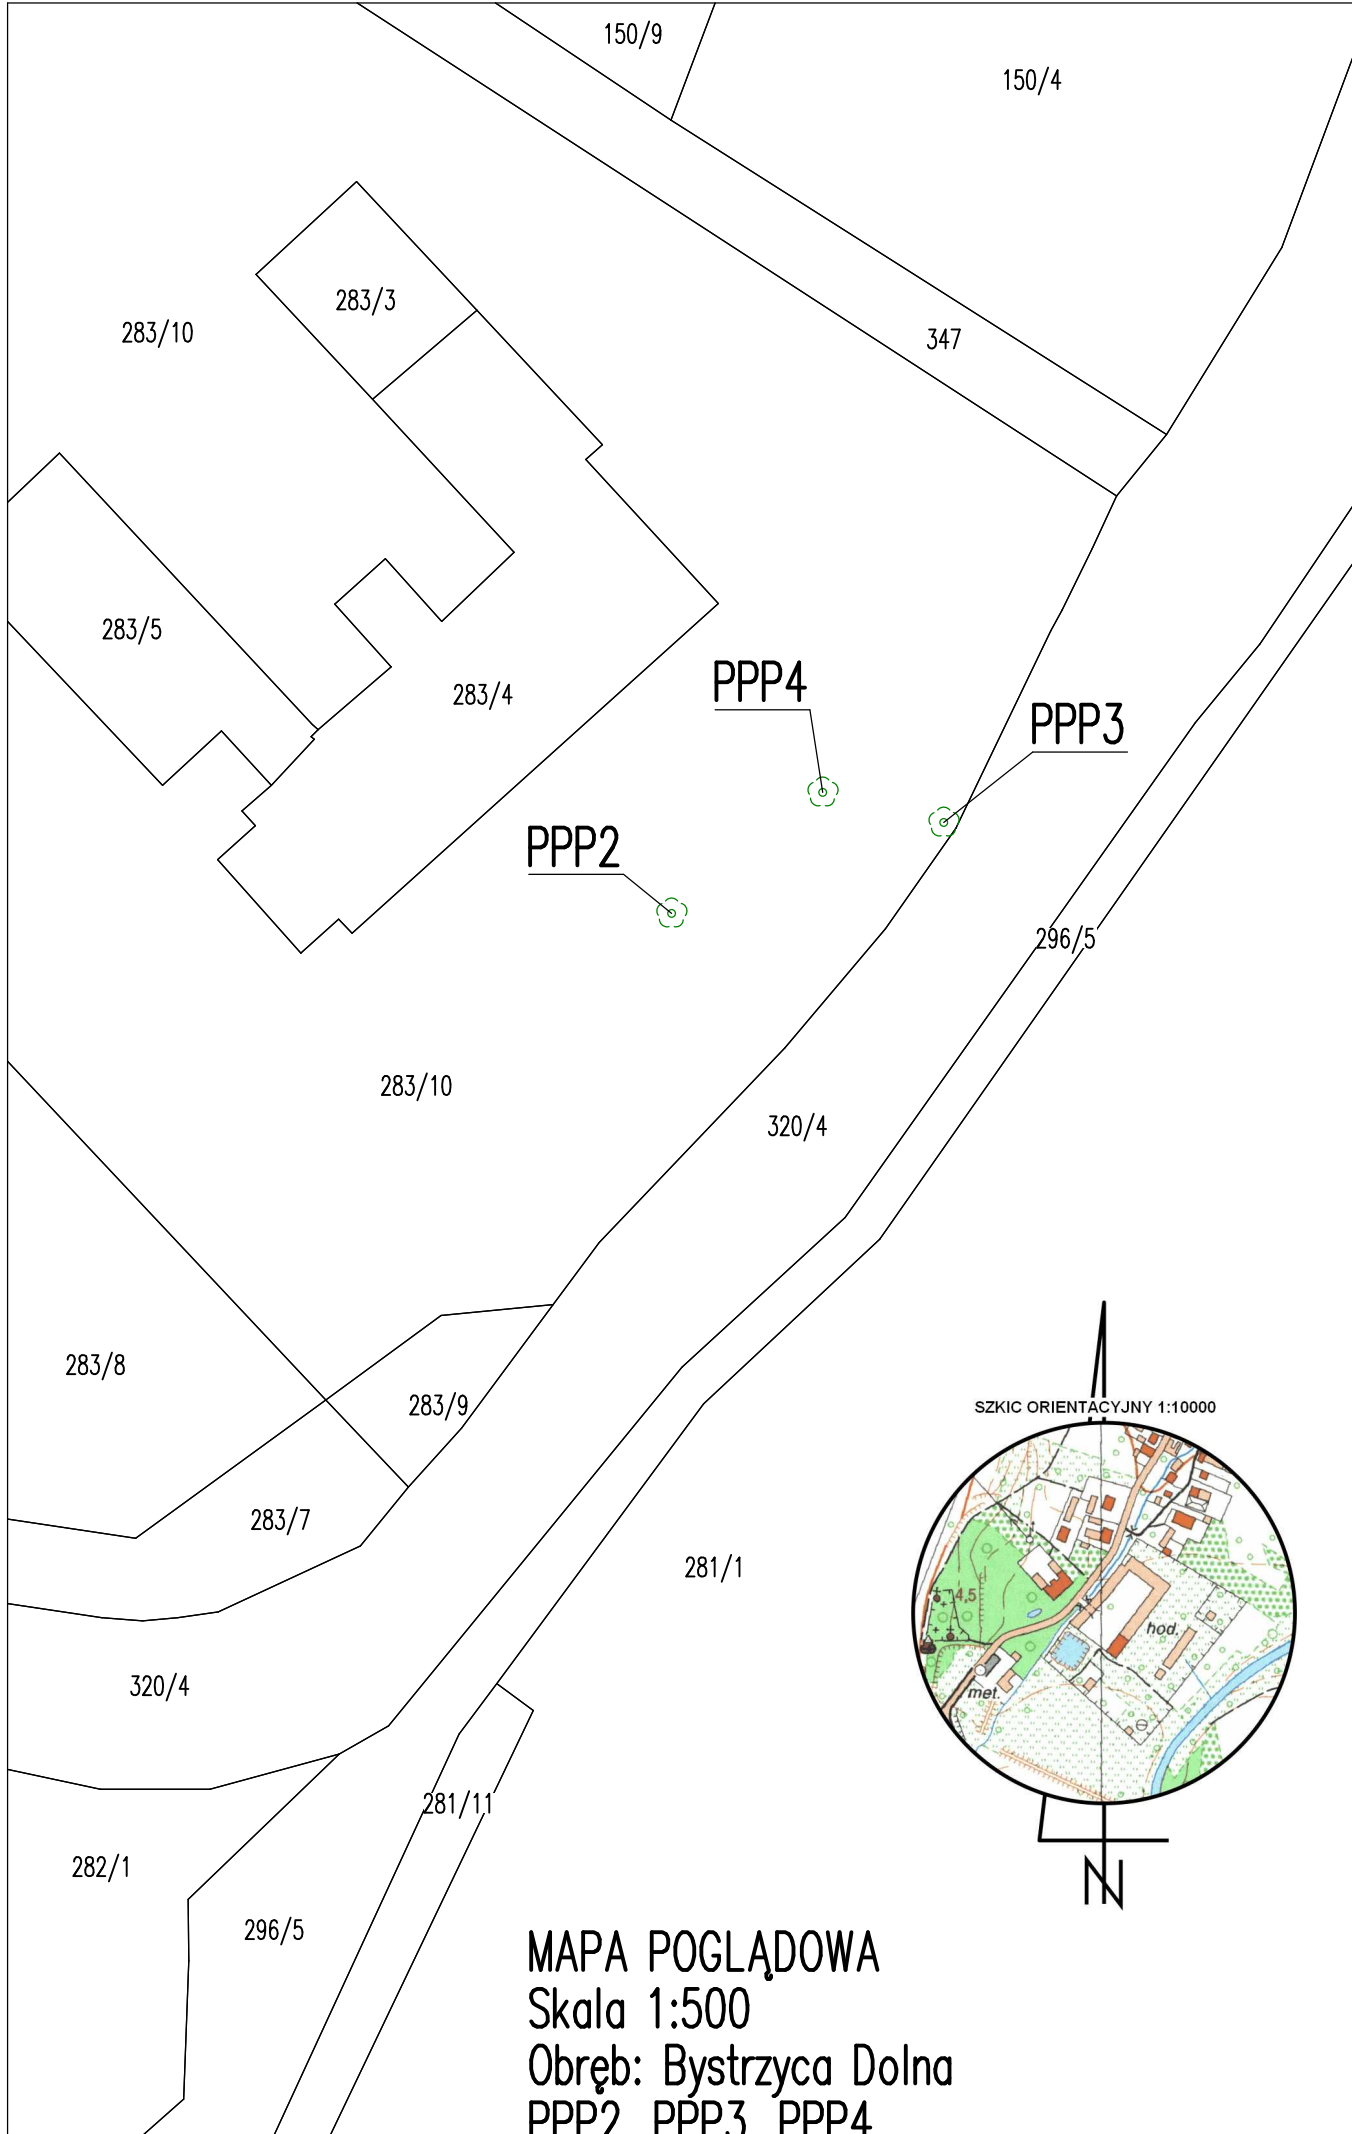 150/9
150/4
283/3
283/10
347
283/5
283/4
PPP4
PPP3
PPP2
296/5
283/10
320/4
283/8
283/9
SZKIC ORIENTACYJNY 1:10000
283/7
281/1
4,5
hod.
met.
320/4
281/11
282/1
N
296/5
MAPA POGLĄDOWA
Skala 1:500
Obręb: Bystrzyca Dolna
PPP2, PPP3, PPP4